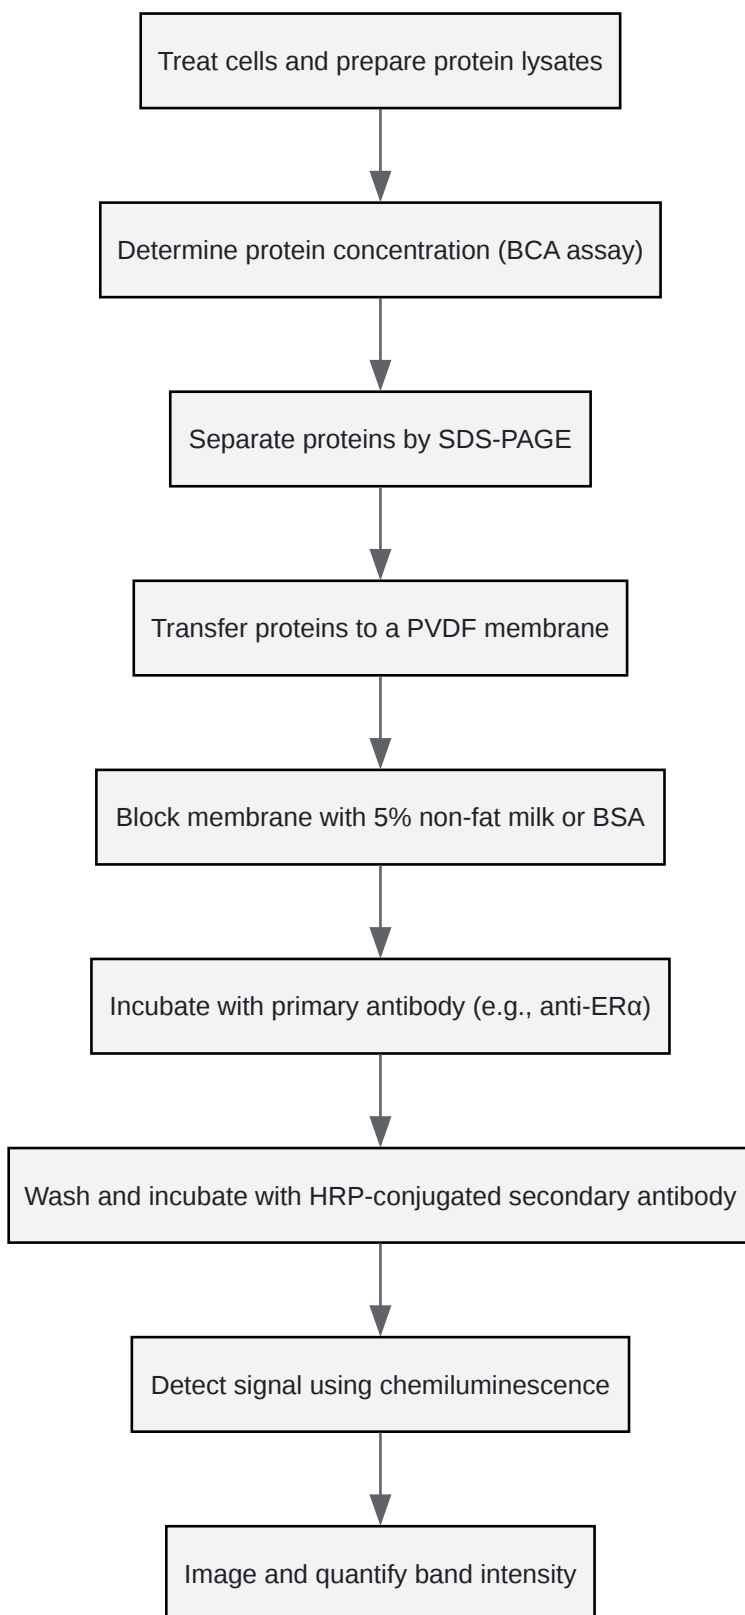 Treat cells and prepare protein lysates
Determine protein concentration (BCA assay)
Separate proteins by SDS-PAGE
Transfer proteins to a PVDF membrane
Block membrane with 5% non-fat milk or BSA
Incubate with primary antibody (e.g., anti-ERα)
Wash and incubate with HRP-conjugated secondary antibody
Detect signal using chemiluminescence
Image and quantify band intensity